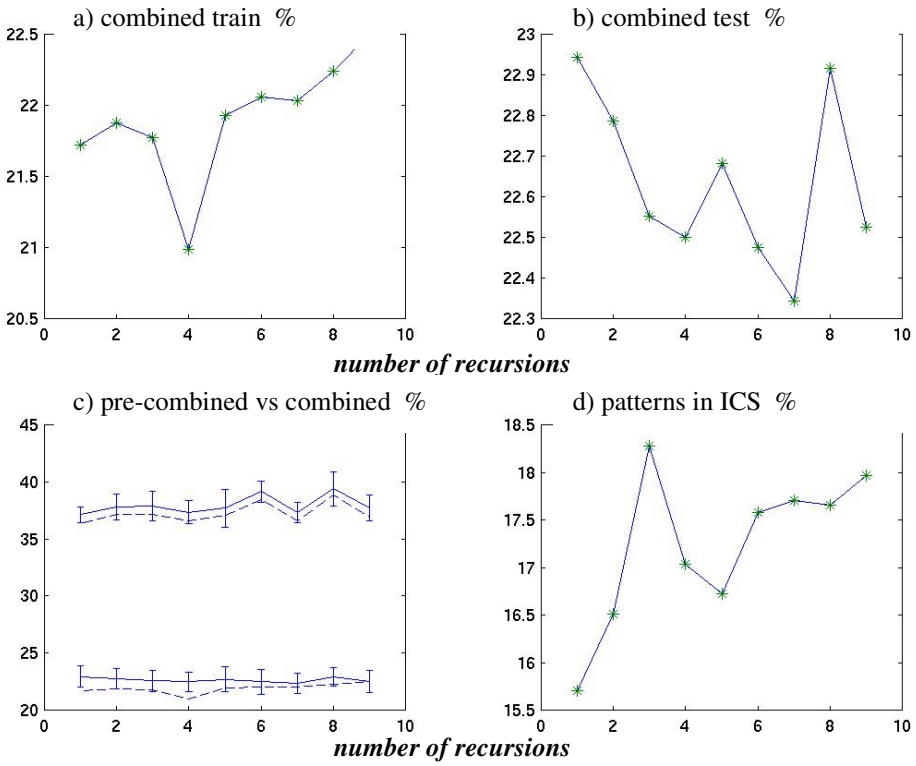 a) combined train %
22.5
22
21.5
21
20.5
0 2 4 6 8 10
b) combined test %
23
22.9
22.8
22.7
22.6
22.5
22.4
22.3
0 2 4 6 8 10
number of recursions
c) pre-combined vs combined %
45
40
35
30
25
20
0 2 4 6 8 10
d) patterns in ICS %
18.5
18
17.5
17
16.5
16
15.5
0 2 4 6 8 10
number of recursions